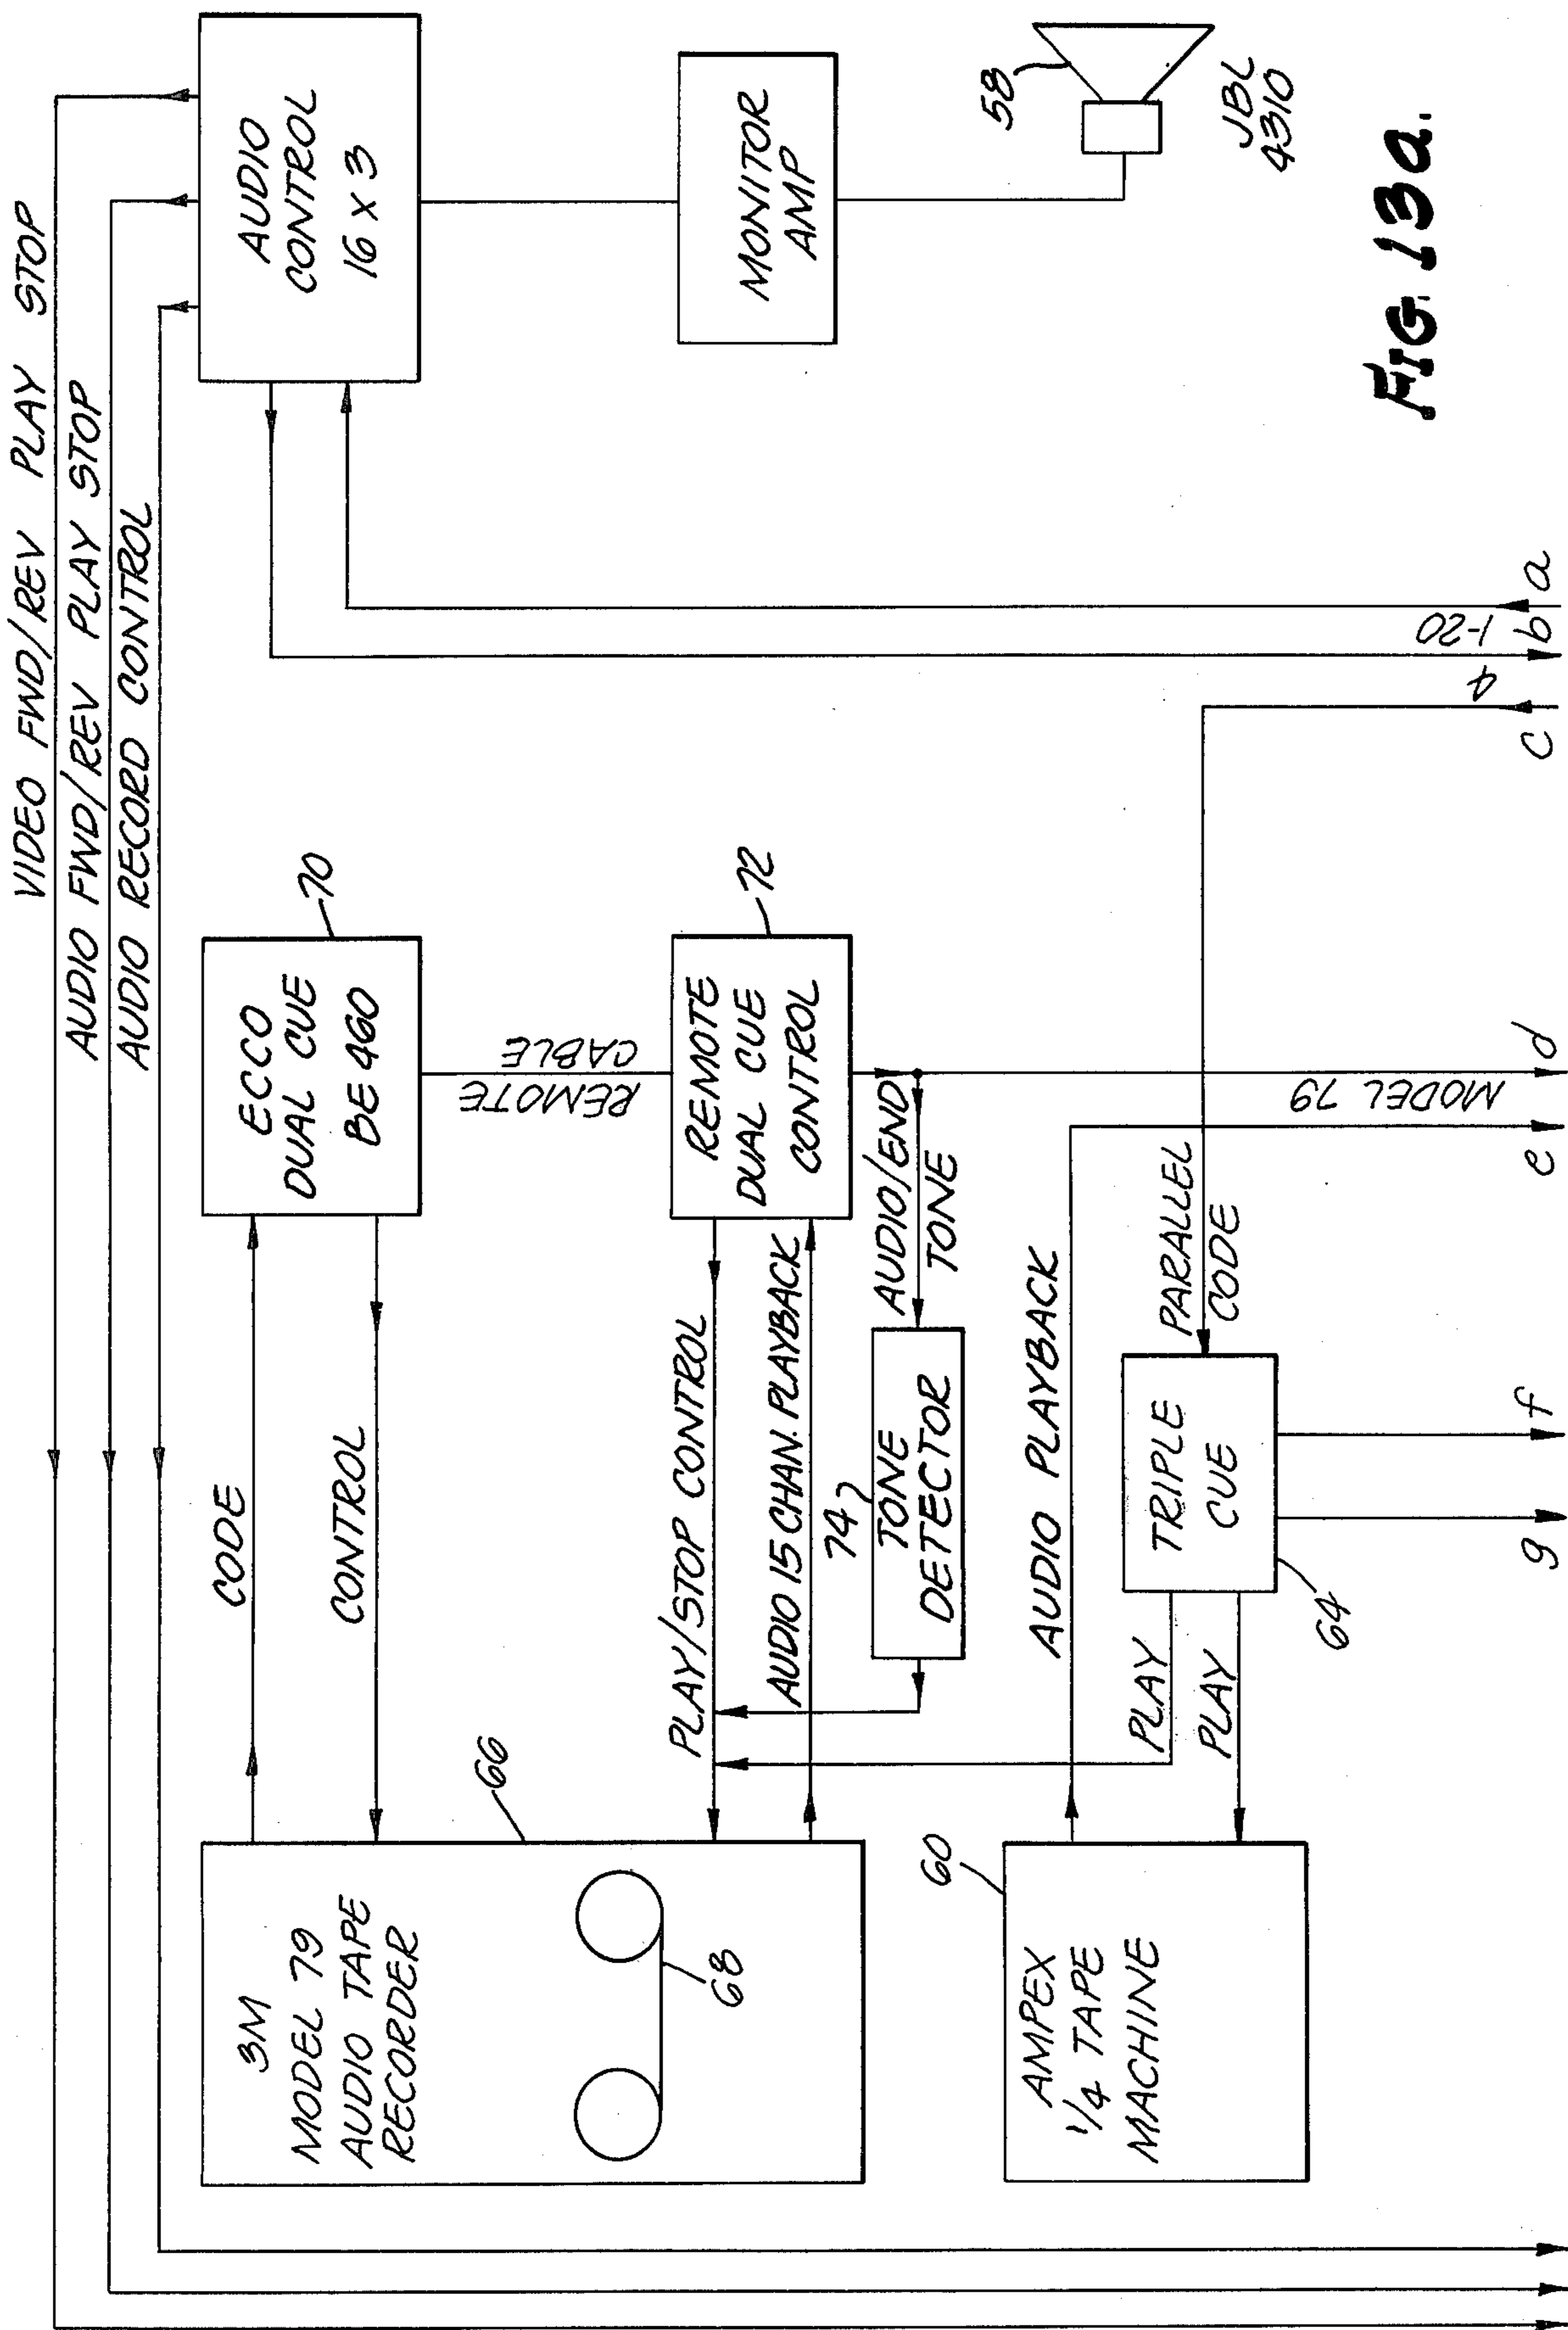 VIDEO FWD/REV PLAY STOP
AUDIO FWD/REV PLAY STOP
AUDIO RECORD CONTROL
3M
MODEL 79
AUDIO TAPE
RECORDER
66
68
CODE
CONTROL
ECCO
DUAL CUE
BE 460
70
REMOTE
CABLE
AUDIO
CONTROL
16 x 3
PLAY/STOP CONTROL
AUDIO 15 CHAN. PLAYBACK
REMOTE
DUAL CUE
CONTROL
72
MONITOR
AMP
74
TONE
DETECTOR
AUDIO/END
TONE
58
JBL
4310
60
AMPEX
1/4 TAPE
MACHINE
AUDIO PLAYBACK
PLAY
PLAY
TRIPLE
CUE
64
PARALLEL
CODE
MODEL 79
4
1-20
g
f
e
d
c
b
a
FIG. 13a.